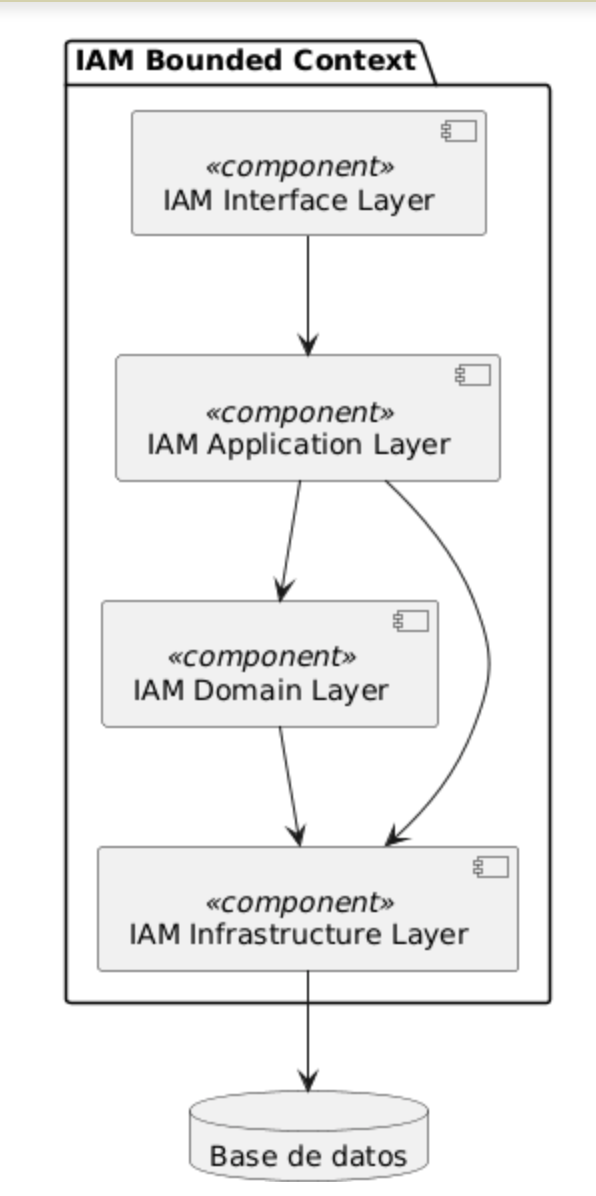 IAM Bounded Context
«component»
IAM Interface Layer
«component»
IAM Application Layer
«component»
IAM Domain Layer
«component»
IAM Infrastructure Layer
Base de datos